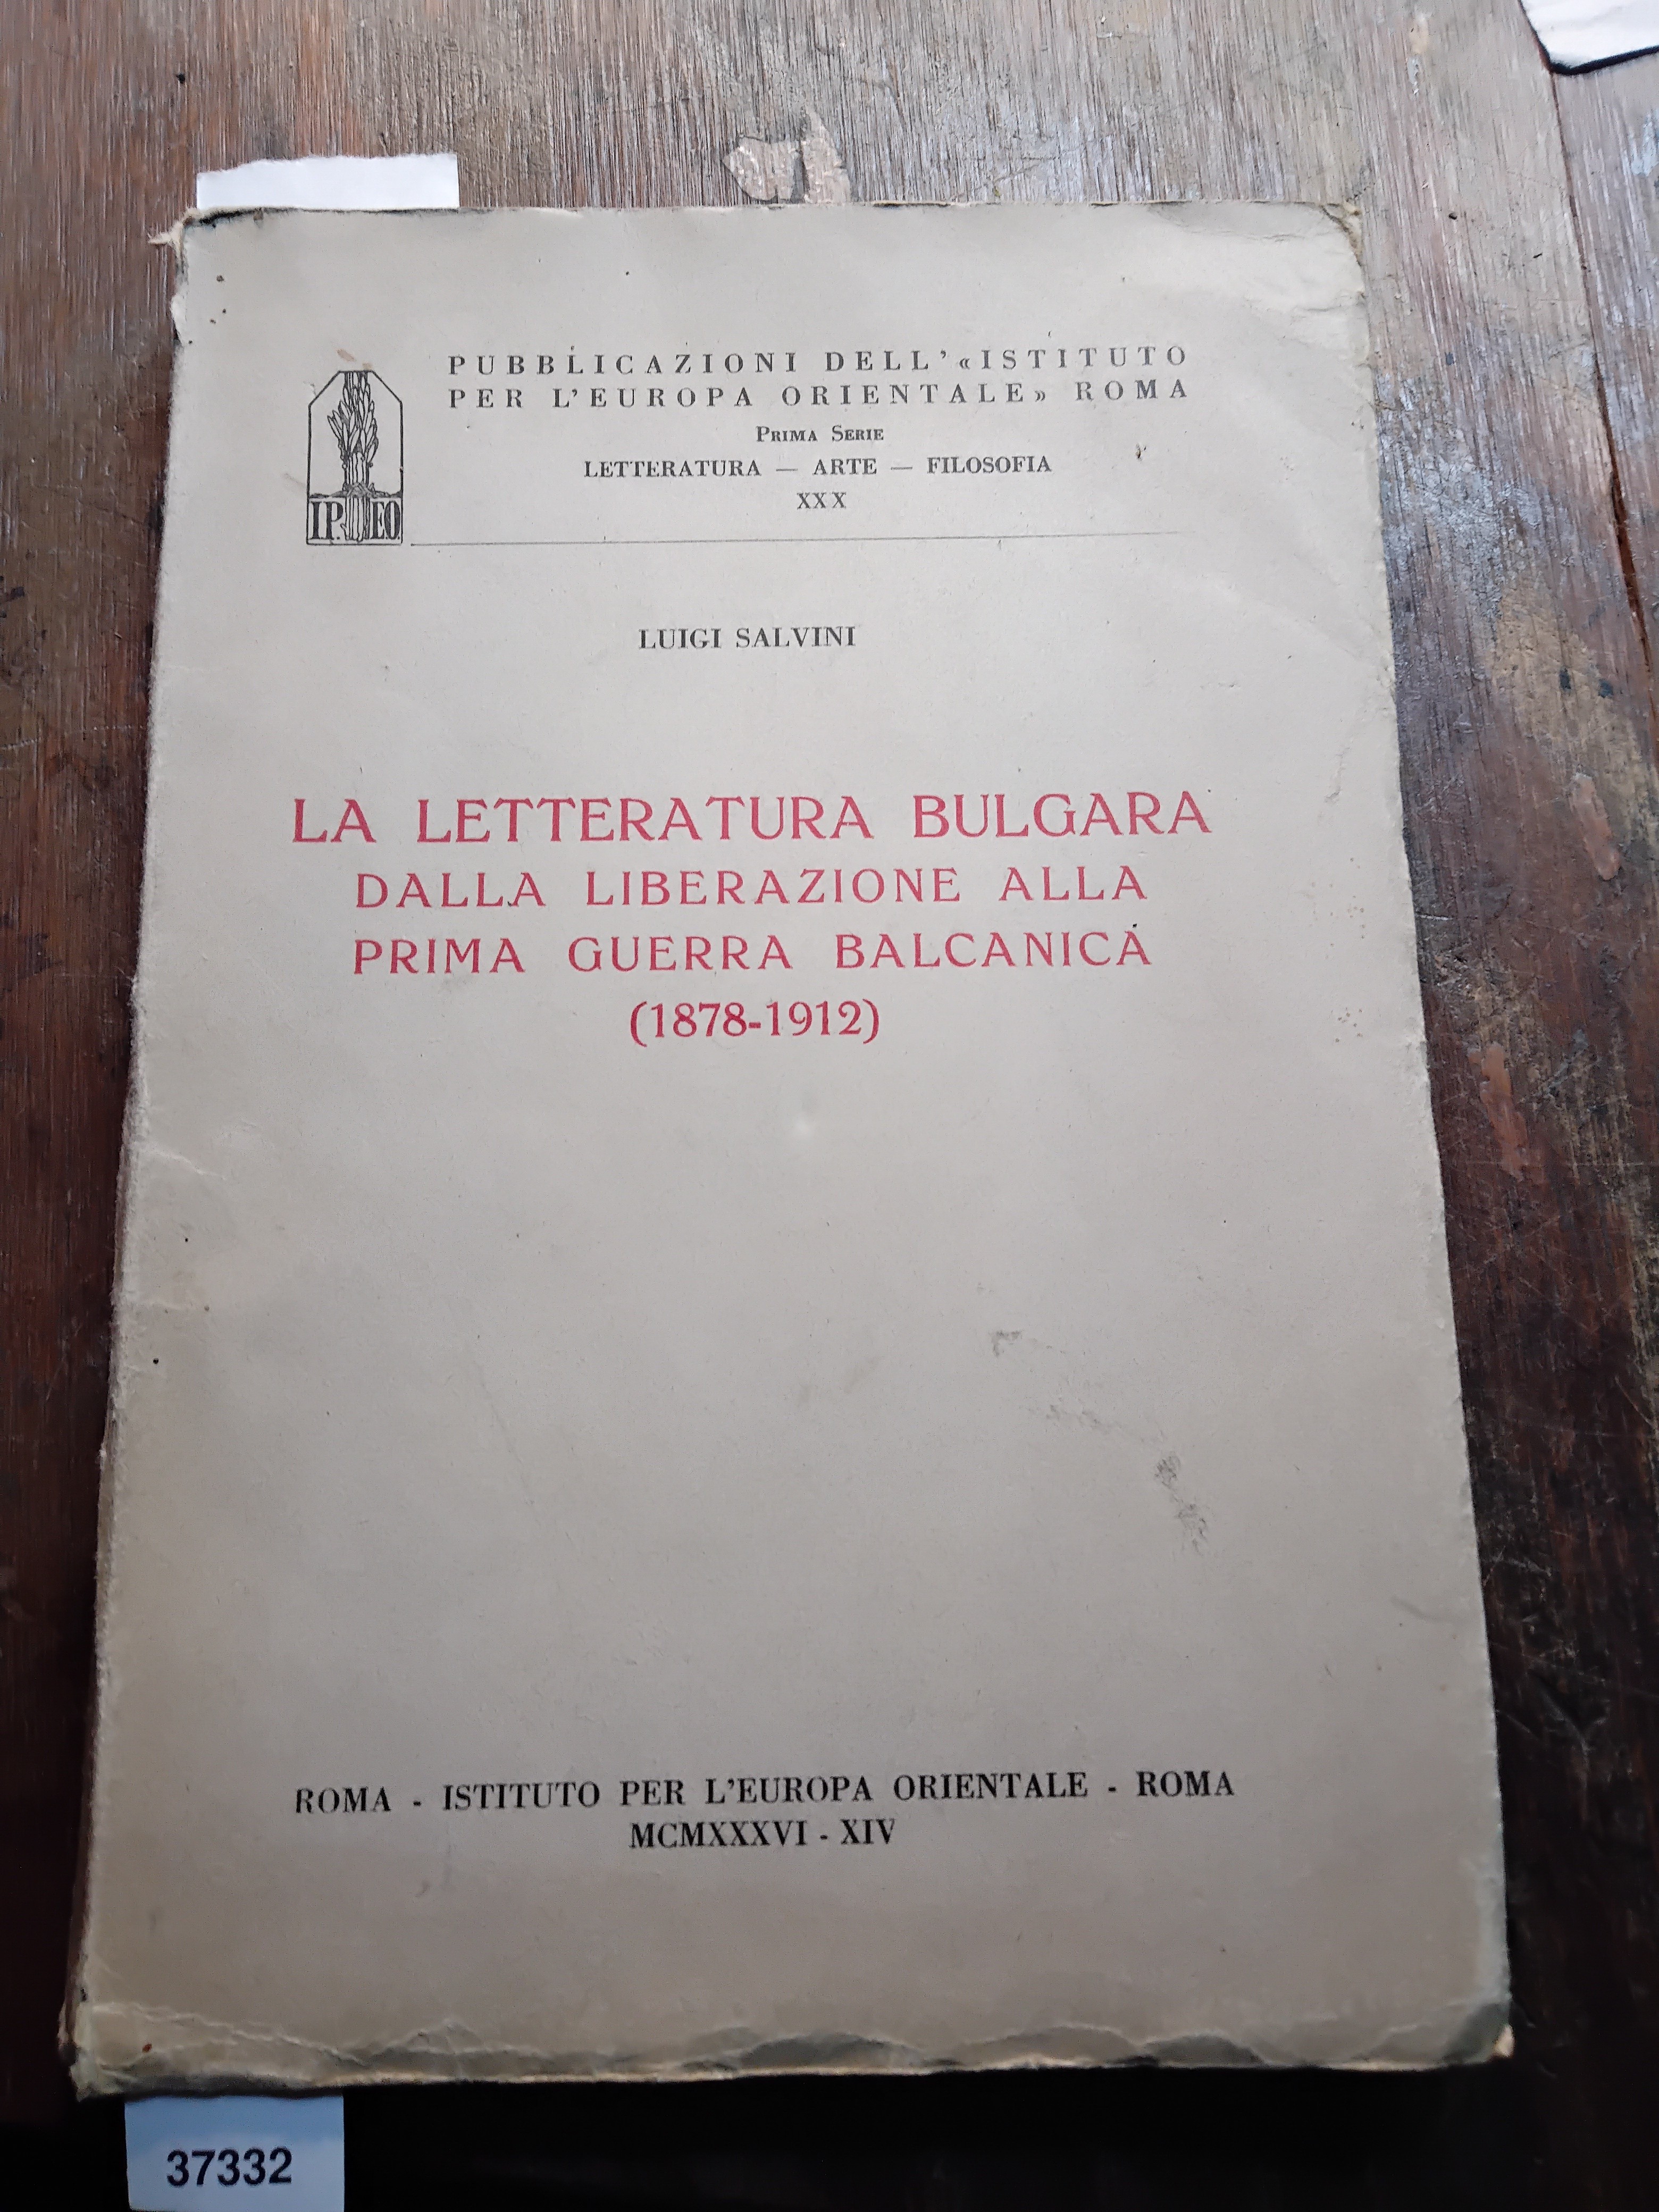 PUBBLICAZIONI DELL' «ISTITUTO
PER L'EUROPA ORIENTALE» ROMA
PRIMA SERIE
LETTERATURA — ARTE — FILOSOFIA
XXX
IP.EO.
LUIGI SALVINI
LA LETTERATURA BULGARA
DALLA LIBERAZIONE ALLA
PRIMA GUERRA BALCANICA
(1878-1912)
ROMA - ISTITUTO PER L'EUROPA ORIENTALE - ROMA
MCMXXXVI - XIV
37332